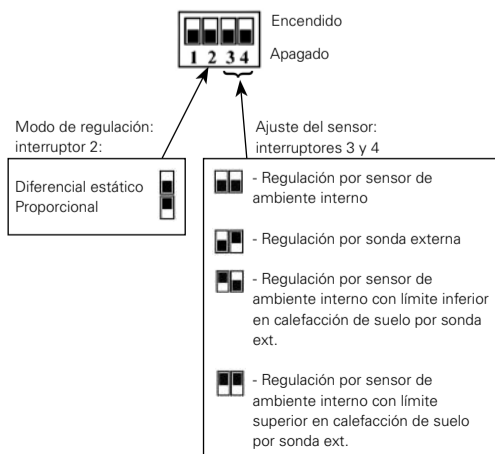 Encendido
Apagado
1 2 3 4
Modo de regulación:
interruptor 2:
Diferencial estático
Proporcional
Ajuste del sensor:
interruptores 3 y 4
- Regulación por sensor de
ambiente interno
- Regulación por sonda externa
- Regulación por sensor de
ambiente interno con límite inferior
en calefacción de suelo por sonda
ext.
- Regulación por sensor de
ambiente interno con límite
superior en calefacción de suelo
por sonda ext.